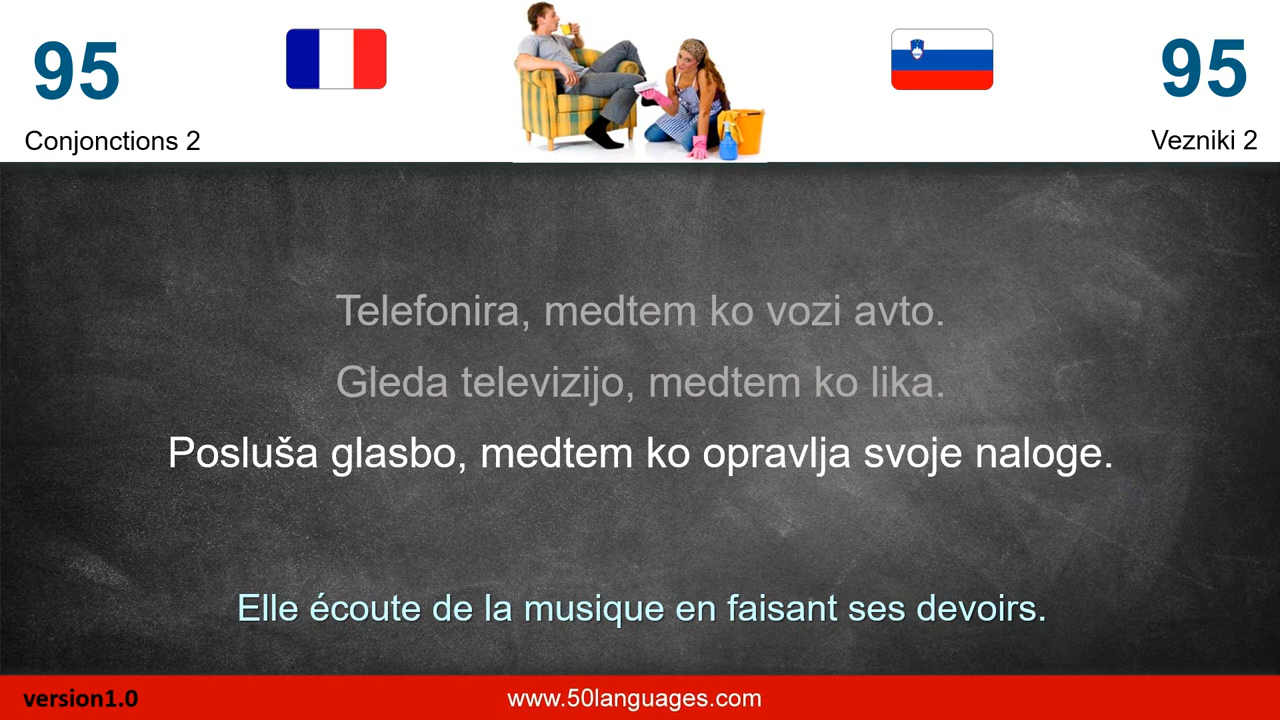 95
95
Conjonctions 2
Vezniki 2
Telefonira, medtem ko vozi avto.
Gleda televizijo, medtem ko lika.
Posluša glasbo, medtem ko opravlja svoje naloge.
Elle écoute de la musique en faisant ses devoirs.
version1.0
www.50languages.com